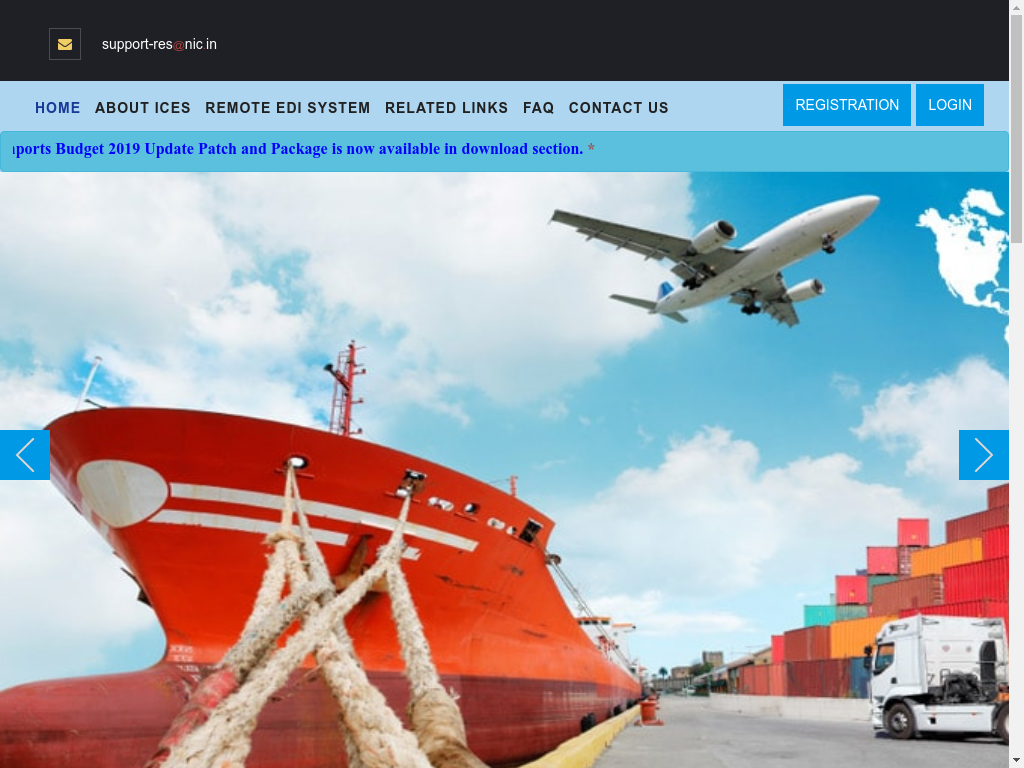 support-res@nic.in
HOME ABOUT ICES REMOTE EDI SYSTEM RELATED LINKS FAQ CONTACT US REGISTRATION LOGIN
Budget 2019 Update Patch and Package is now available in download section. *